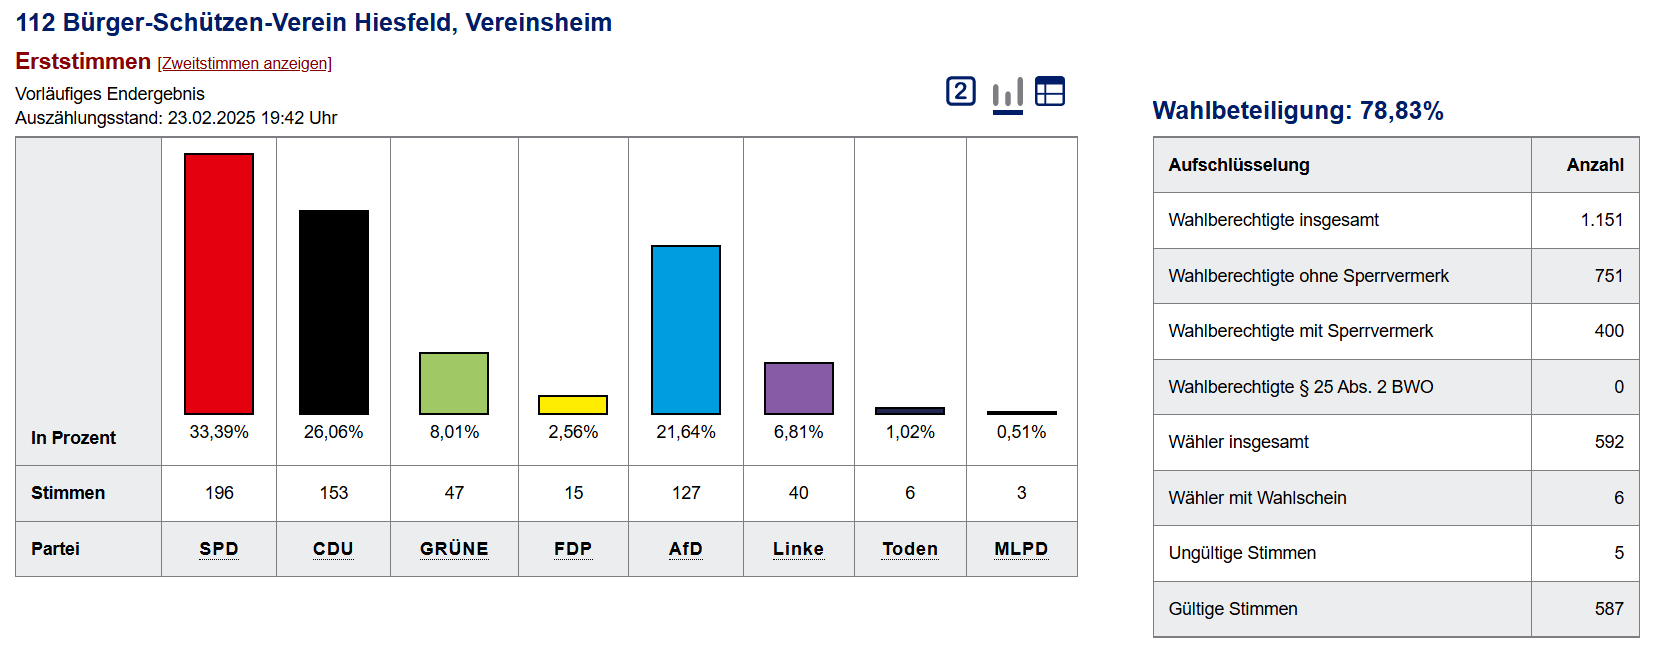 112 Bürger-Schützen-Verein Hiesfeld, Vereinsheim
Erststimmen [Zweitstimmen anzeigen]
Vorläufiges Endergebnis
Auszählungsstand: 23.02.2025 19:42 Uhr
2
In Prozent 33,39% 26,06% 8,01% 2,56% 21,64% 6,81% 1,02% 0,51%
Stimmen 196 153 47 15 127 40 6 3
Partei SPD CDU GRÜNE FDP AfD Linke Toden MLPD
Wahlbeteiligung: 78,83%
Aufschlüsselung Anzahl
Wahlberechtigte insgesamt 1.151
Wahlberechtigte ohne Sperrvermerk 751
Wahlberechtigte mit Sperrvermerk 400
Wahlberechtigte § 25 Abs. 2 BWO 0
Wähler insgesamt 592
Wähler mit Wahlschein 6
Ungültige Stimmen 5
Gültige Stimmen 587